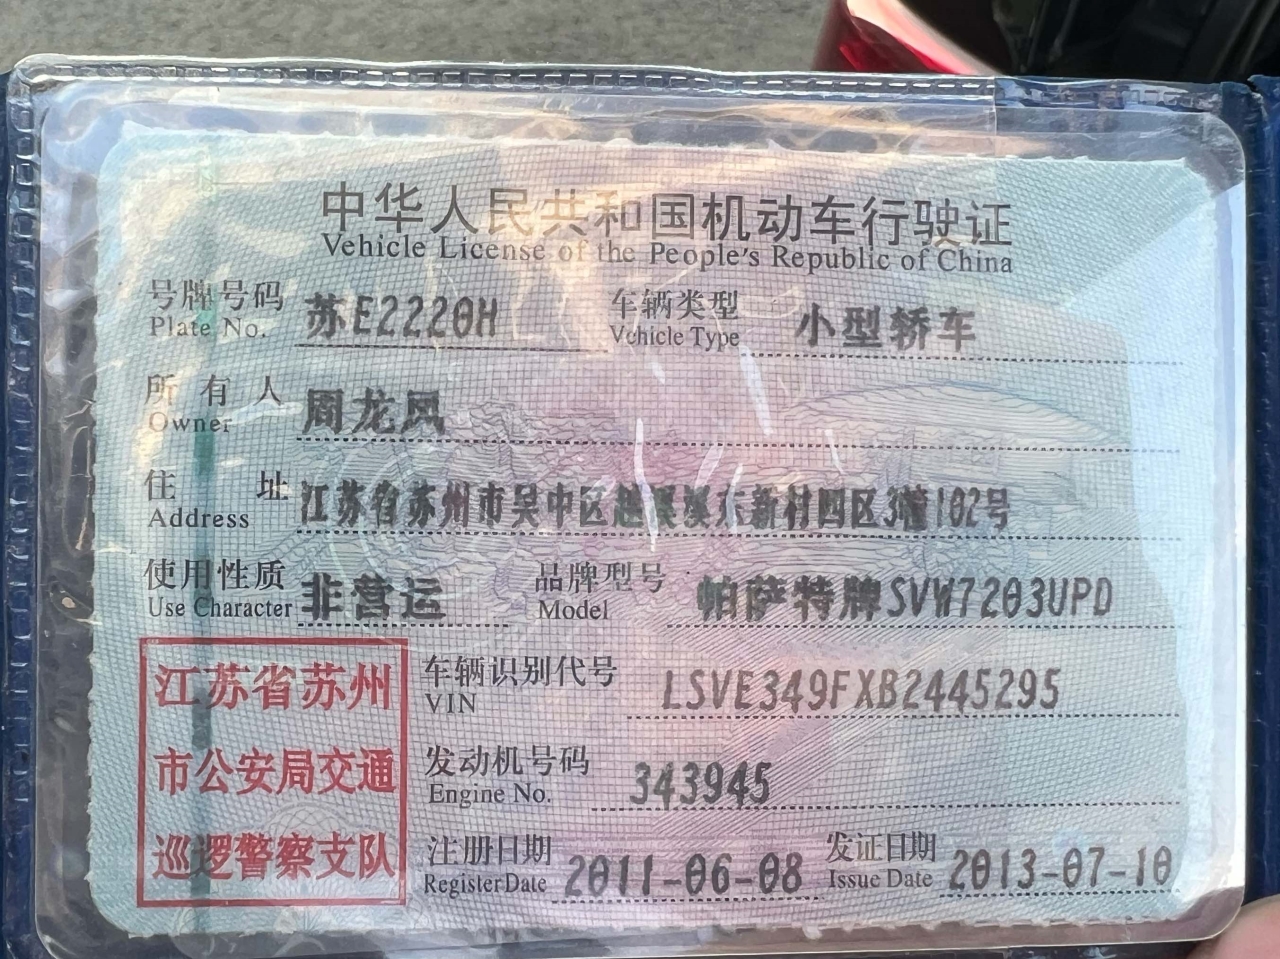 中华人民共和国机动车行驶证
Vehicle License of the People's Republic of China
号牌号码 苏E2220H 车辆类型 小型轿车
Plate No. Vehicle Type
所有人 周龙凤
Owner
住址 江苏省苏州市吴中区越溪溪东新村四区3幢102号
Address
使用性质 非营运 品牌型号 帕萨特牌SVW7203UPD
Use Character Model
江苏省苏州
市公安局交通
巡逻警察支队
车辆识别代号 LSVE349FXB2445295
VIN
发动机号码 343945
Engine No.
注册日期 2011-06-08 发证日期 2013-07-10
Register Date Issue Date